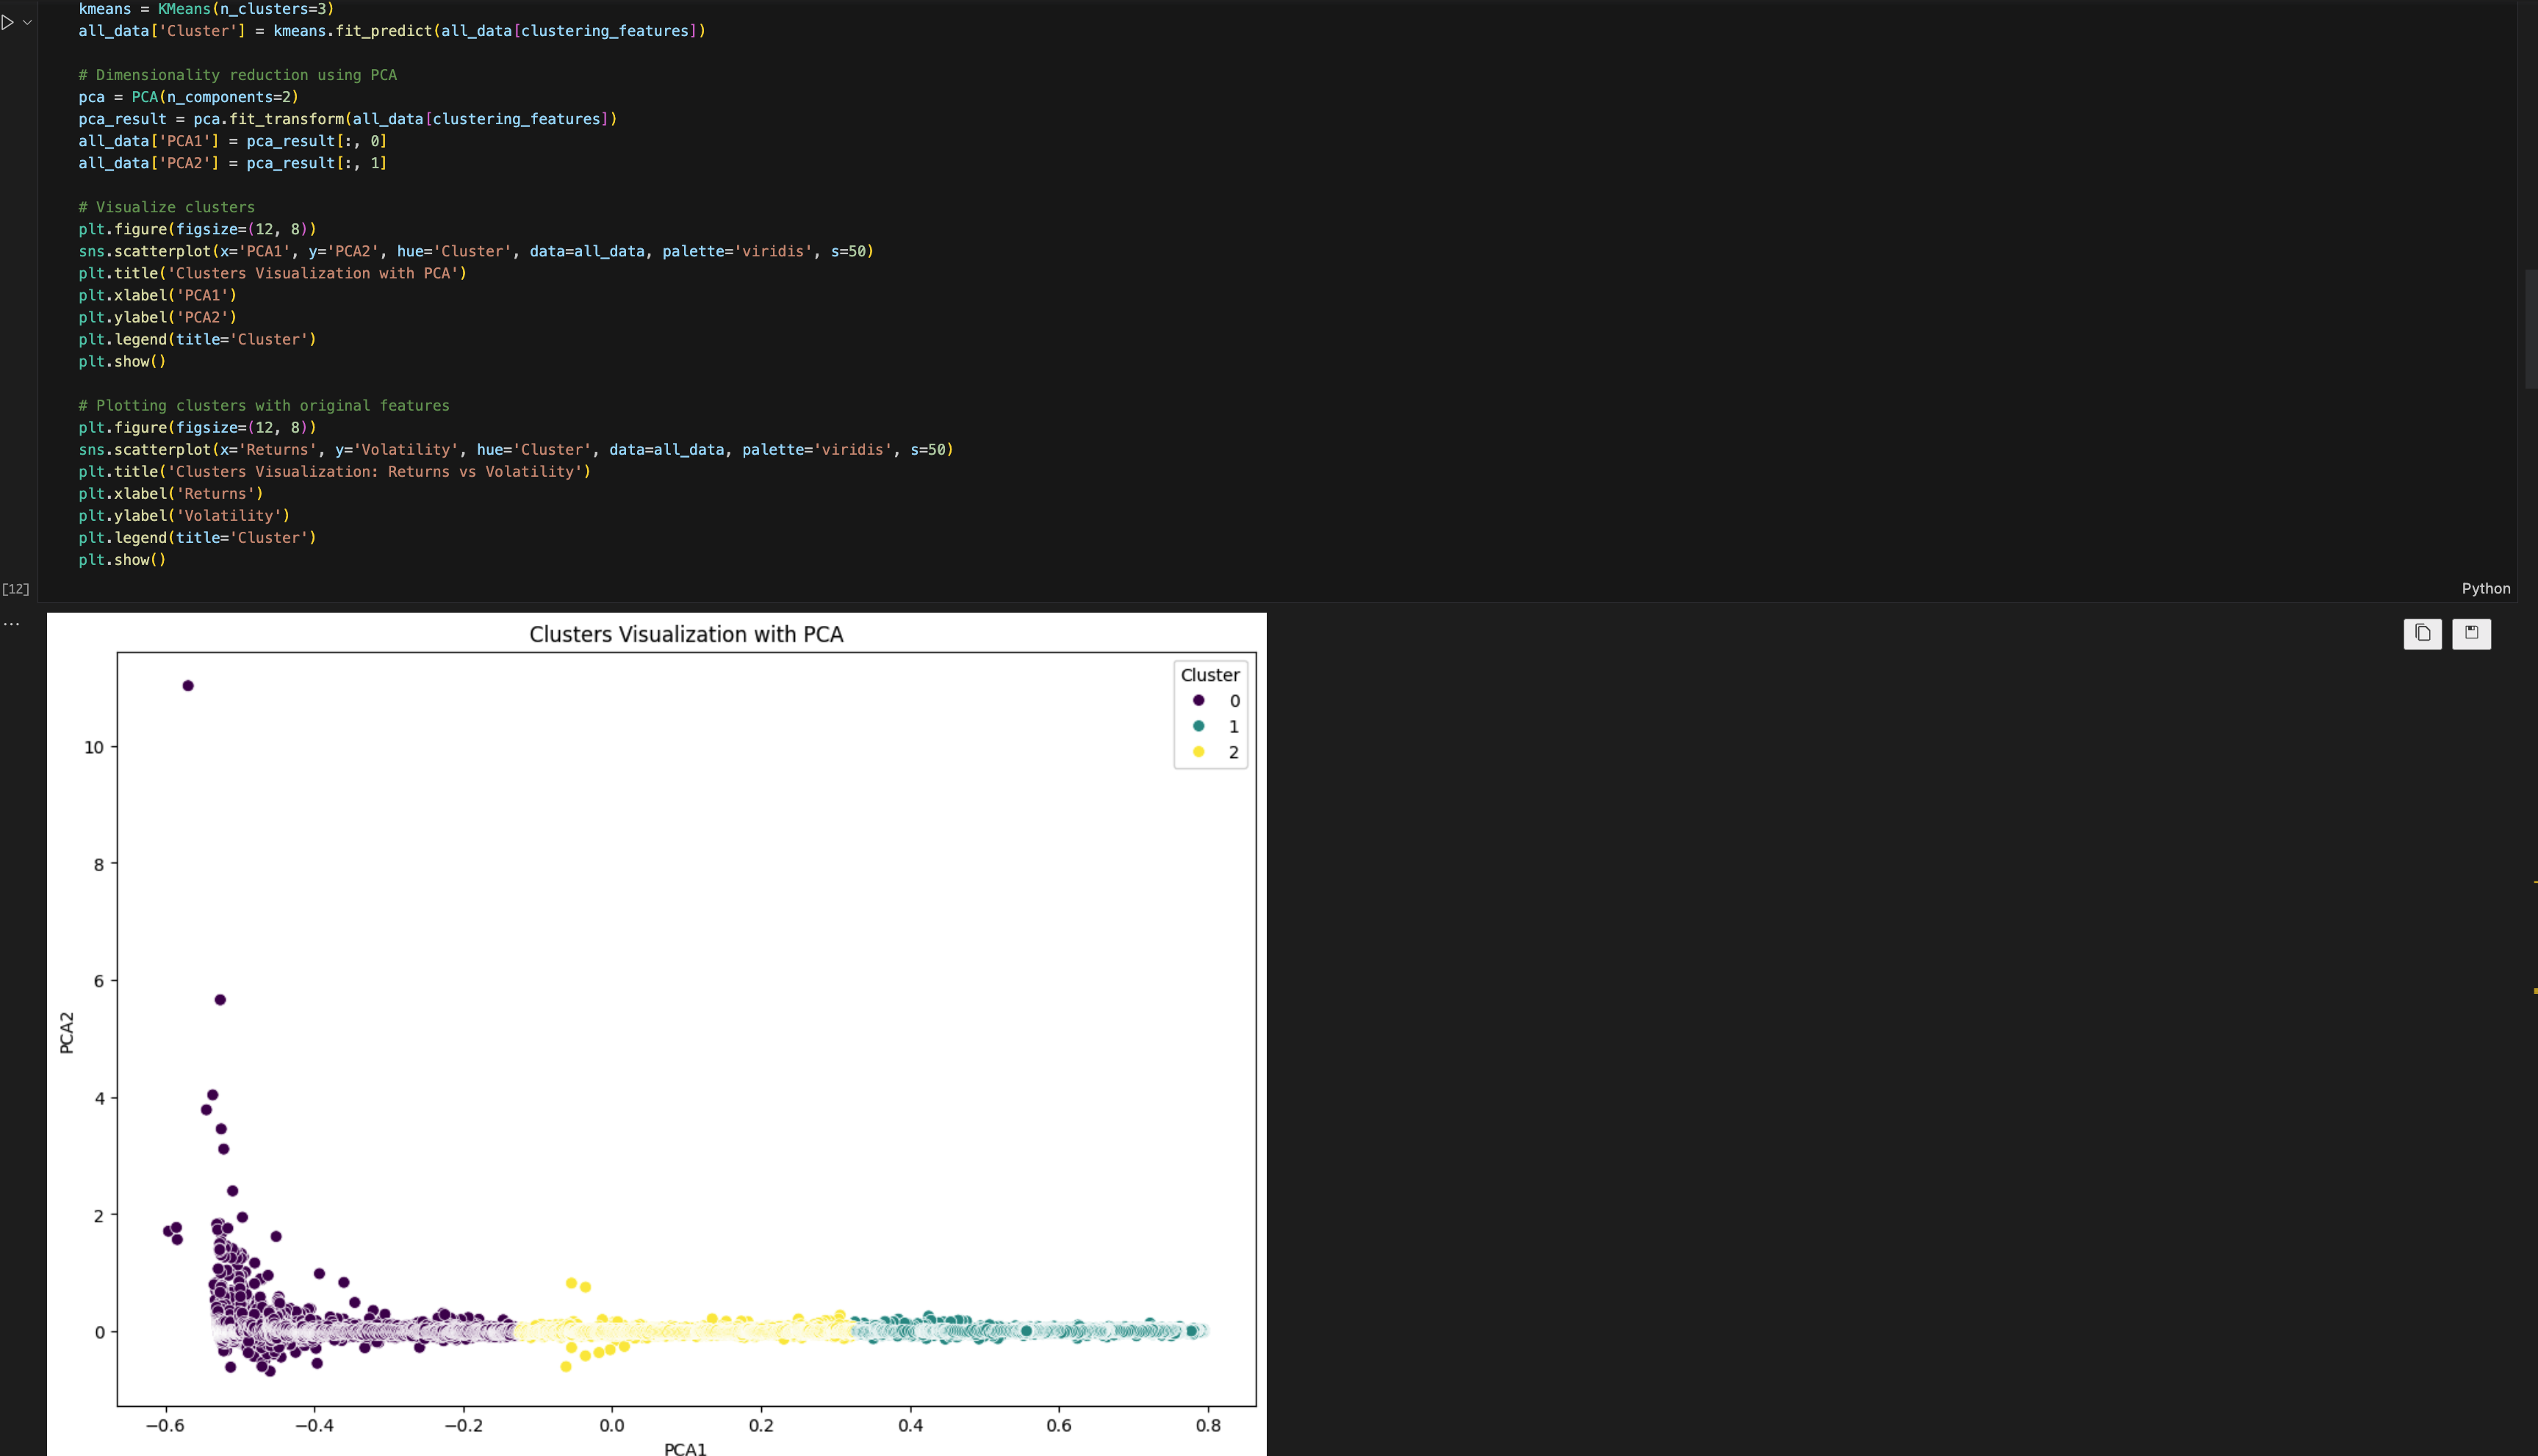 kmeans = KMeans(n_clusters=3)
all_data['Cluster'] = kmeans.fit_predict(all_data[clustering_features])
# Dimensionality reduction using PCA
pca = PCA(n_components=2)
pca_result = pca.fit_transform(all_data[clustering_features])
all_data['PCA1'] = pca_result[:, 0]
all_data['PCA2'] = pca_result[:, 1]
# Visualize clusters
plt.figure(figsize=(12, 8))
sns.scatterplot(x='PCA1', y='PCA2', hue='Cluster', data=all_data, palette='viridis', s=50)
plt.title('Clusters Visualization with PCA')
plt.xlabel('PCA1')
plt.ylabel('PCA2')
plt.legend(title='Cluster')
plt.show()
# Plotting clusters with original features
plt.figure(figsize=(12, 8))
sns.scatterplot(x='Returns', y='Volatility', hue='Cluster', data=all_data, palette='viridis', s=50)
plt.title('Clusters Visualization: Returns vs Volatility')
plt.xlabel('Returns')
plt.ylabel('Volatility')
plt.legend(title='Cluster')
plt.show()
[12]
Python
...
Clusters Visualization with PCA
Cluster
0
1
2
10
8
6
4
2
0
PCA2
−0.6 −0.4 −0.2 0.0 0.2 0.4 0.6 0.8
PCA1